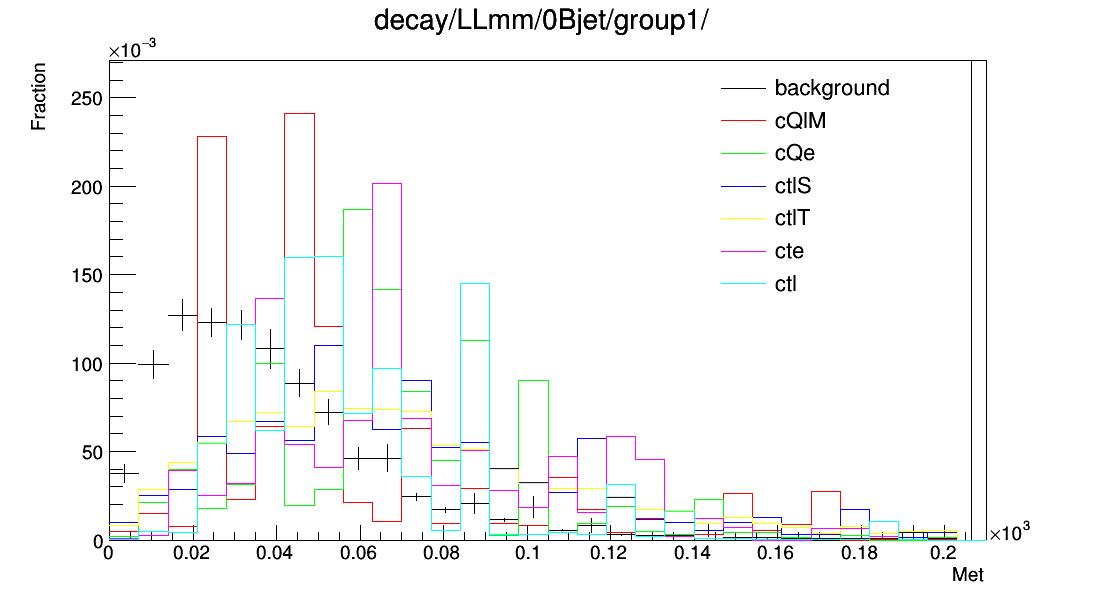 decay/LLmm/0Bjet/group1/
×10⁻³
Fraction
250
200
150
100
50
0
background
cQlM
cQe
ctlS
ctlT
cte
ctl
0 0.02 0.04 0.06 0.08 0.1 0.12 0.14 0.16 0.18 0.2
×10³
Met